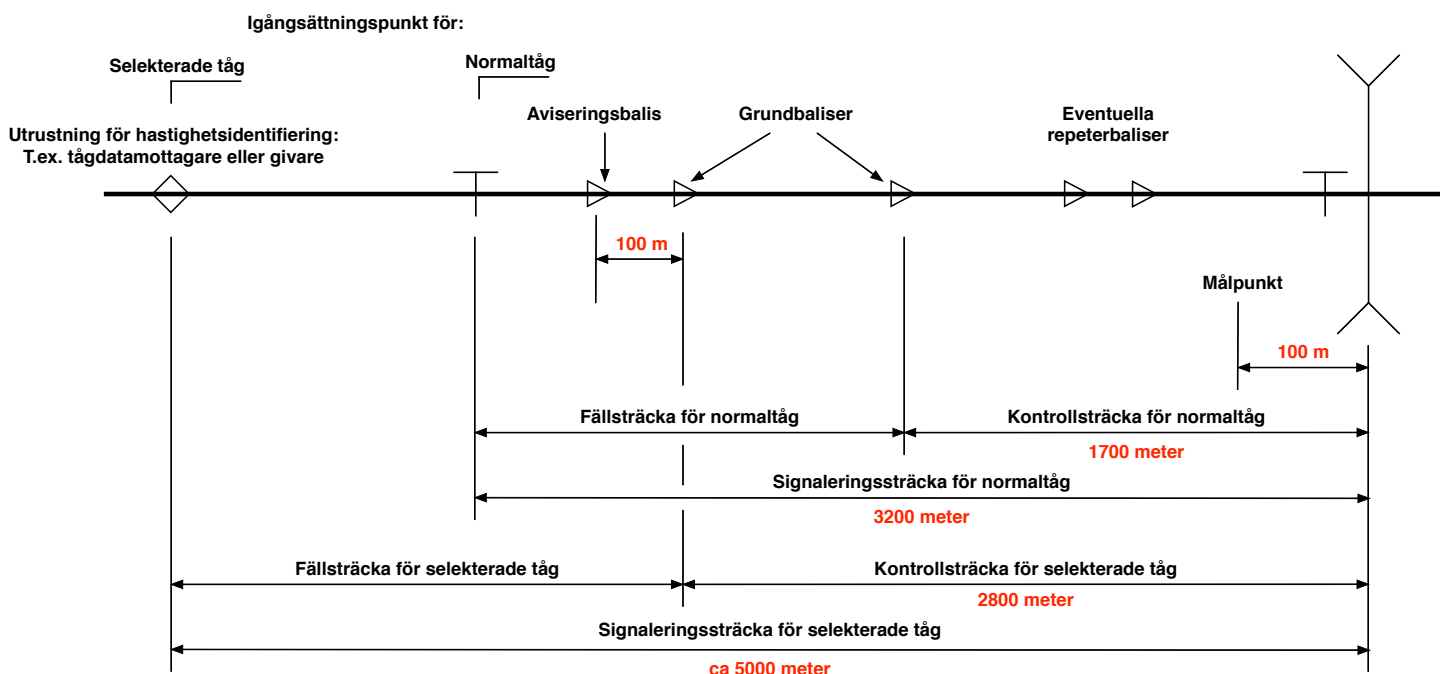 Igångsättningspunkt för:
Selekterade tåg
Normaltåg
Utrustning för hastighetsidentifiering:
T.ex. tågdatamottagare eller givare
Aviseringsbalis
Grundbaliser
Eventuella
repeterbaliser
100 m
Målpunkt
100 m
Fällsträcka för normaltåg
Kontrollsträcka för normaltåg
1700 meter
Signaleringssträcka för normaltåg
3200 meter
Fällsträcka för selekterade tåg
Kontrollsträcka för selekterade tåg
2800 meter
Signaleringssträcka för selekterade tåg
ca 5000 meter